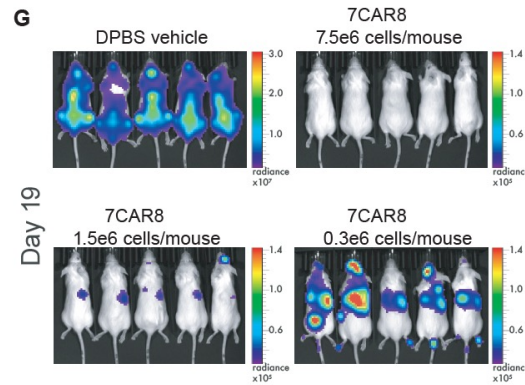 G
DPBS vehicle
3.0
2.0
1.0
radiance
x10⁷
7CAR8
7.5e6 cells/mouse
1.4
1.0
0.6
radiance
x10⁵
Day 19
7CAR8
1.5e6 cells/mouse
1.4
1.0
0.6
radiance
x10⁵
7CAR8
0.3e6 cells/mouse
1.4
1.0
0.6
radiance
x10⁵